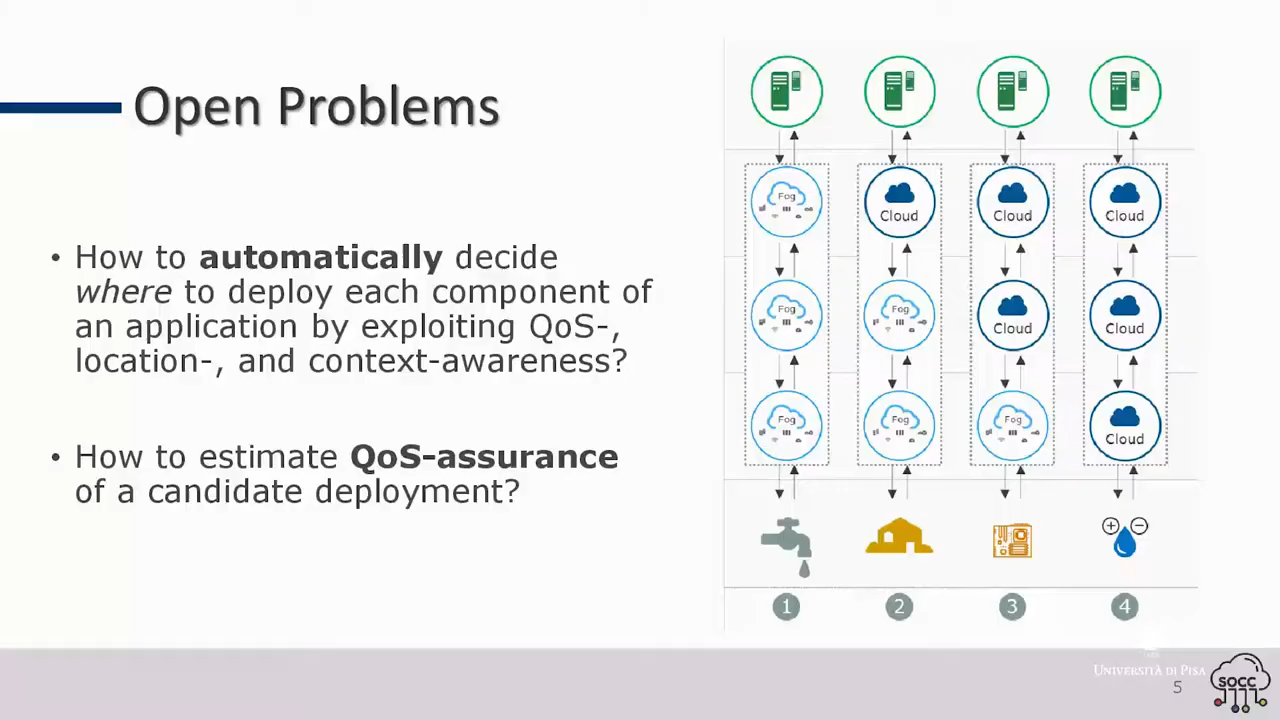 Open Problems
• How to automatically decide
where to deploy each component of
an application by exploiting QoS-,
location-, and context-awareness?
• How to estimate QoS-assurance
of a candidate deployment?
Fog Cloud Cloud Cloud
Fog Fog Cloud Cloud
Fog Fog Fog Cloud
1 2 3 4
UNIVERSITÀ DI PISA
5
SOCC